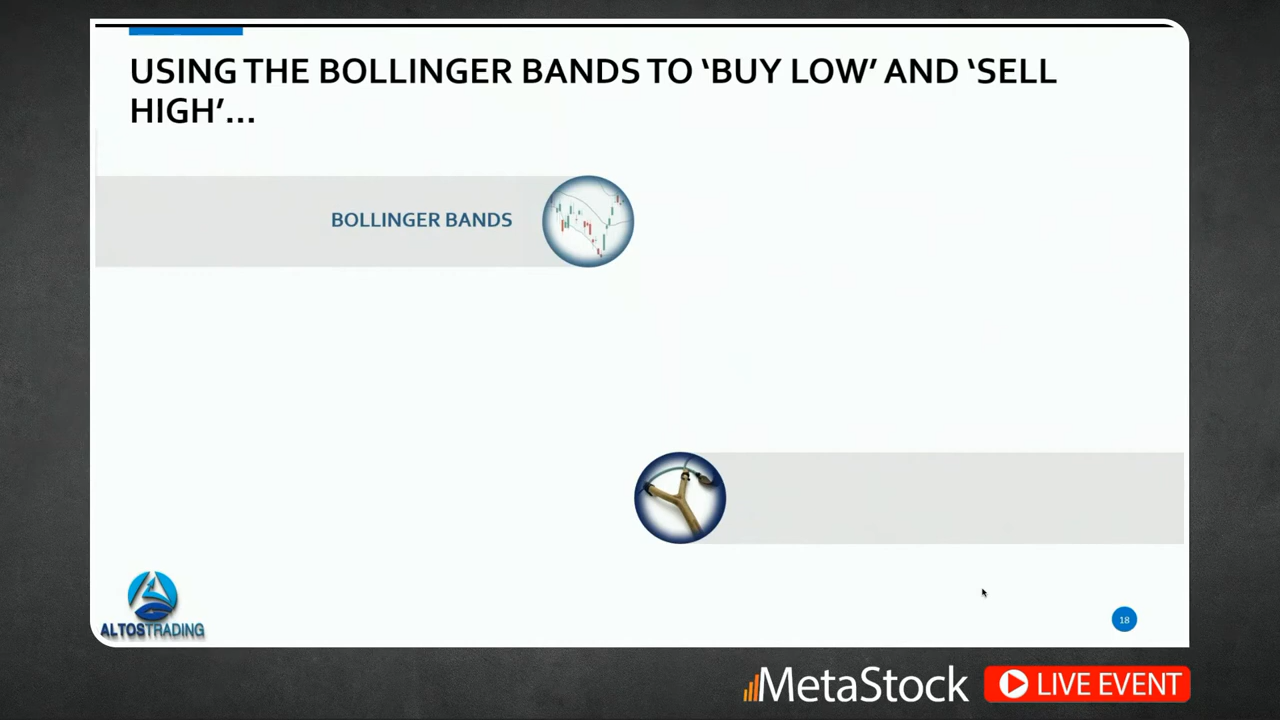 USING THE BOLLINGER BANDS TO ‘BUY LOW’ AND ‘SELL
HIGH’...
BOLLINGER BANDS
ALTOSTRADING
18
MetaStock
LIVE EVENT